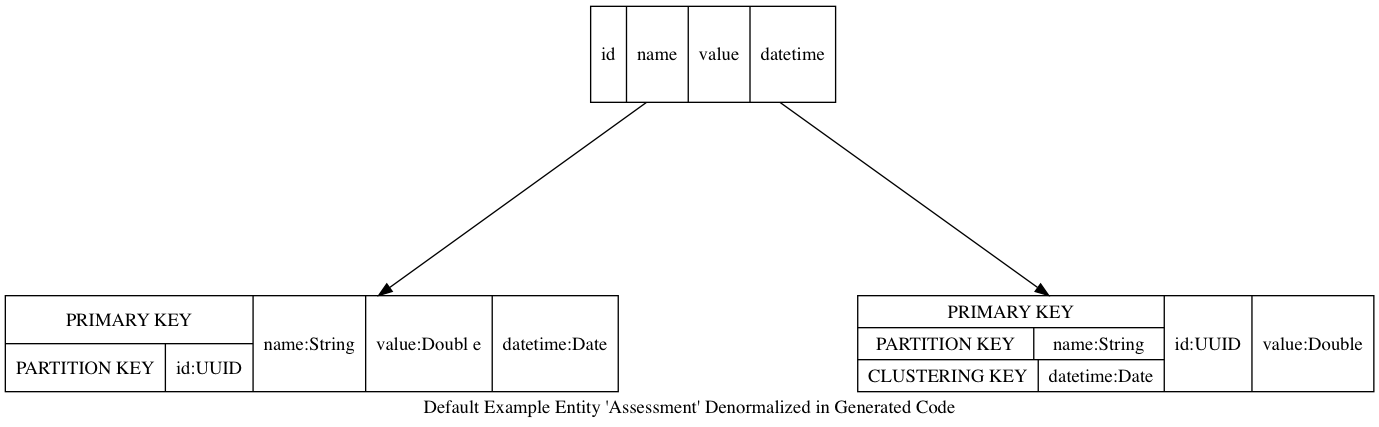 id name value datetime
PRIMARY KEY
PARTITION KEY id:UUID
name:String value:Doubl e datetime:Date
PRIMARY KEY
PARTITION KEY name:String
CLUSTERING KEY datetime:Date
id:UUID value:Double
Default Example Entity 'Assessment' Denormalized in Generated Code